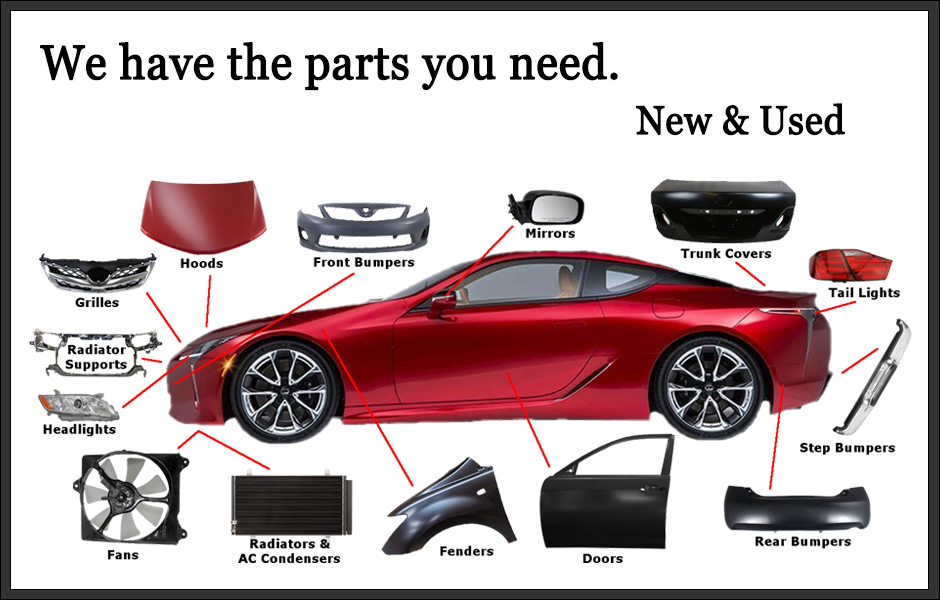 We have the parts you need.
New & Used
Mirrors
Trunk Covers
Hoods
Front Bumpers
Tail Lights
Grilles
Radiator
Supports
Headlights
Step Bumpers
Fans
Radiators &
AC Condensers
Fenders
Doors
Rear Bumpers